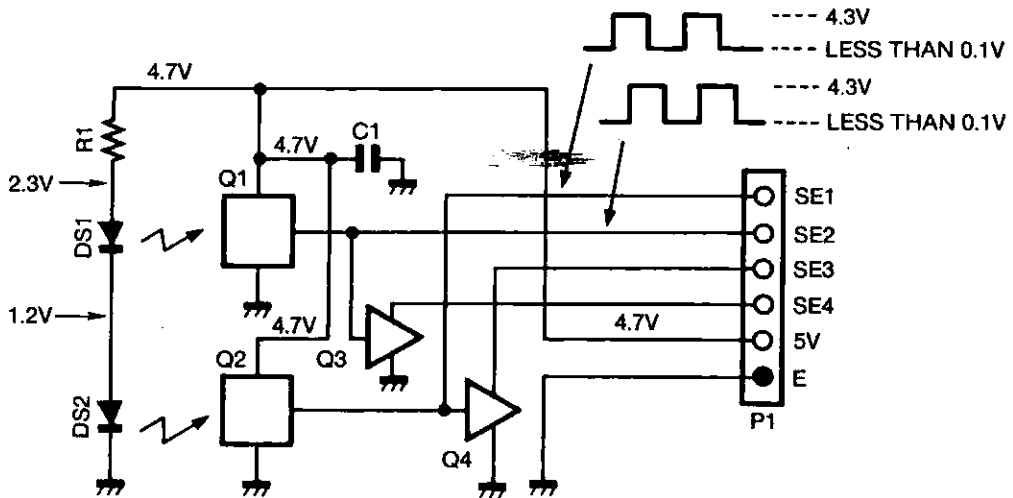 4.3V
LESS THAN 0.1V
4.3V
LESS THAN 0.1V
4.7V
R1
C1
4.7V
2.3V
Q1
DS1
SE1
SE2
SE3
SE4
1.2V
4.7V
4.7V
5V
Q3
Q2
E
DS2
P1
Q4